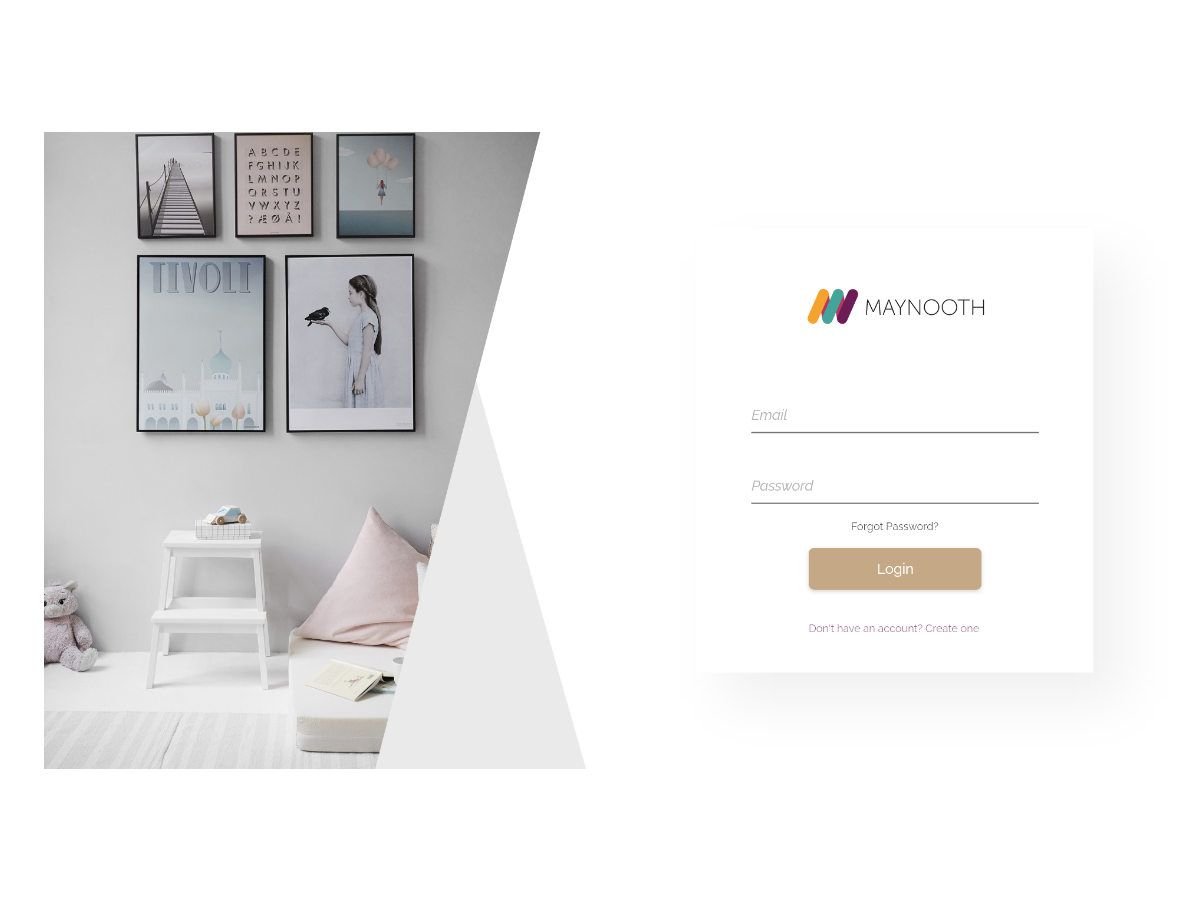 A B C D E
F G H I J K
L M N O P
Q R S T U
V W X Y Z
? Æ Ø Å !
TIVOLI
MAYNOOTH
Email
Password
Forgot Password?
Login
Don't have an account? Create one